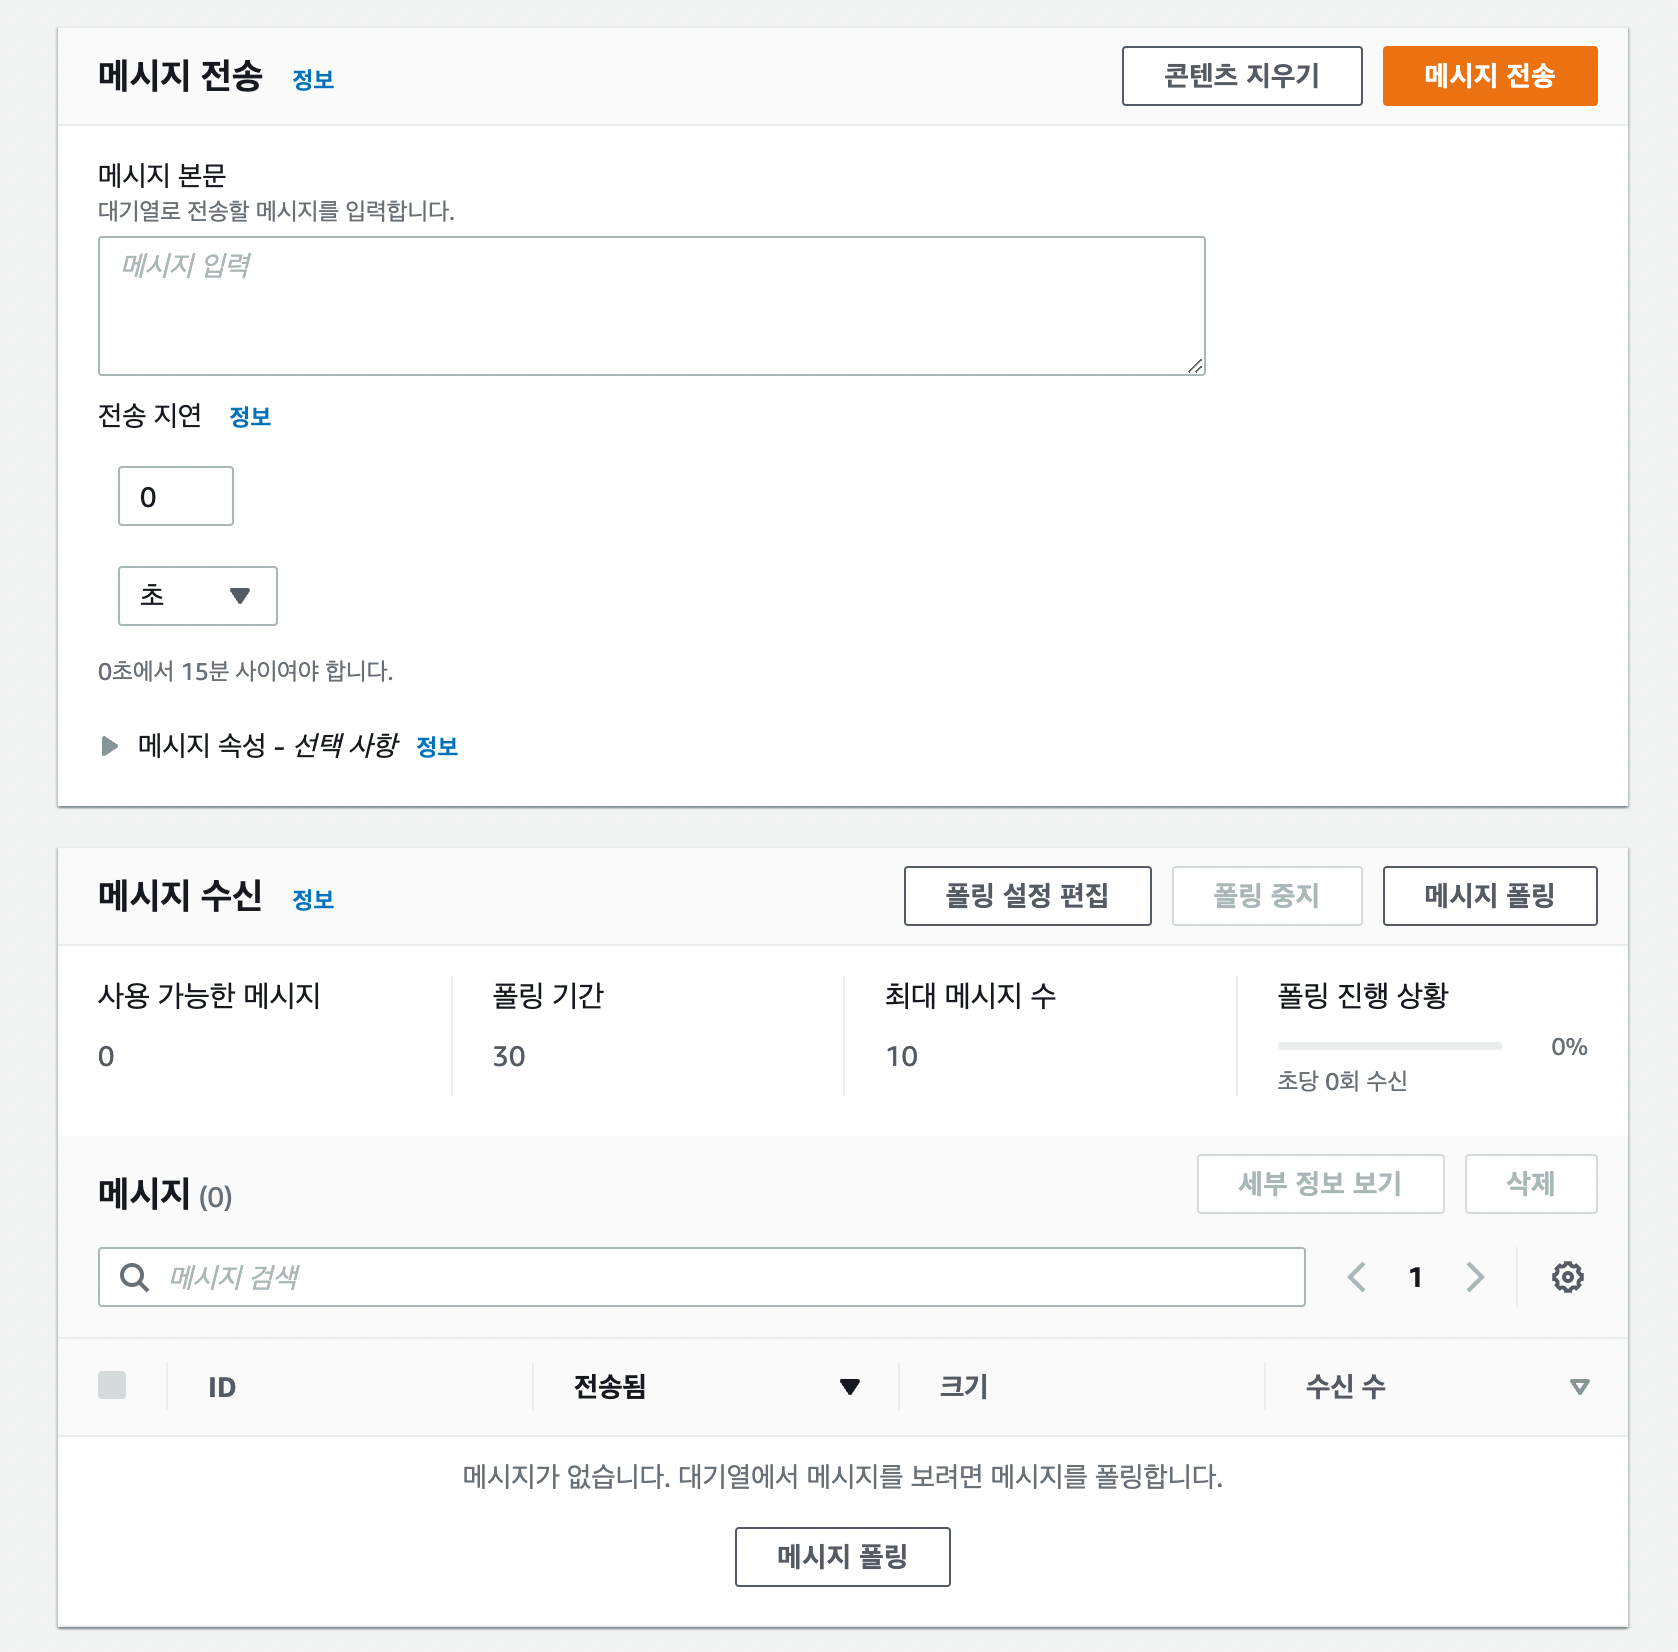 메시지 전송 정보 콘텐츠 지우기 메시지 전송
메시지 본문
대기열로 전송할 메시지를 입력합니다.
메시지 입력
전송 지연 정보
0
초
0초에서 15분 사이여야 합니다.
메시지 속성 - 선택 사항 정보
메시지 수신 정보 폴링 설정 편집 폴링 중지 메시지 폴링
사용 가능한 메시지 폴링 기간 최대 메시지 수 폴링 진행 상황
0 30 10 0%
초당 0회 수신
메시지 (0) 세부 정보 보기 삭제
메시지 검색 1
ID 전송됨 크기 수신 수
메시지가 없습니다. 대기열에서 메시지를 보려면 메시지를 폴링합니다.
메시지 폴링